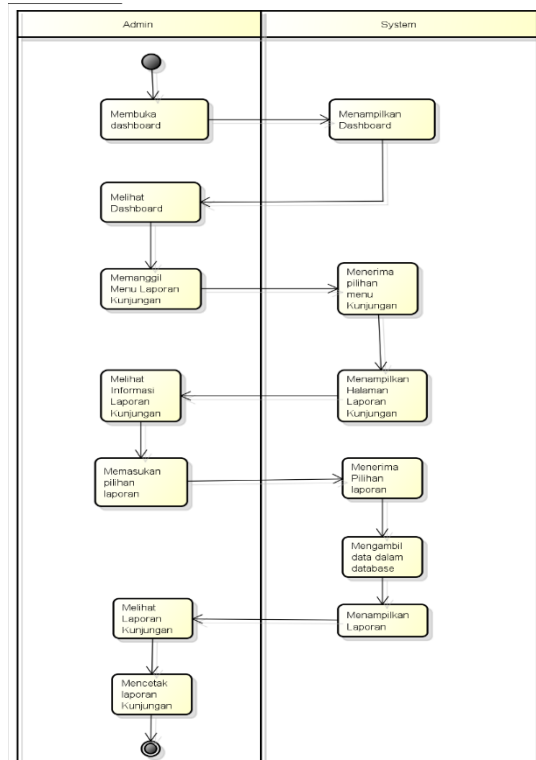 Admin
System
Membuka
dashboard
Menampilkan
Dashboard
Melihat
Dashboard
Memanggil
Menu Laporan
Kunjungan
Menerima
pilihan
menu
Kunjungan
Menampilkan
Halaman
Laporan
Kunjungan
Melihat
Informasi
Laporan
Kunjungan
Memasukan
pilihan
laporan
Menerima
Pilihan
laporan
Mengambil
data dalam
database
Menampilkan
Laporan
Melihat
Laporan
Kunjungan
Mencetak
laporan
Kunjungan